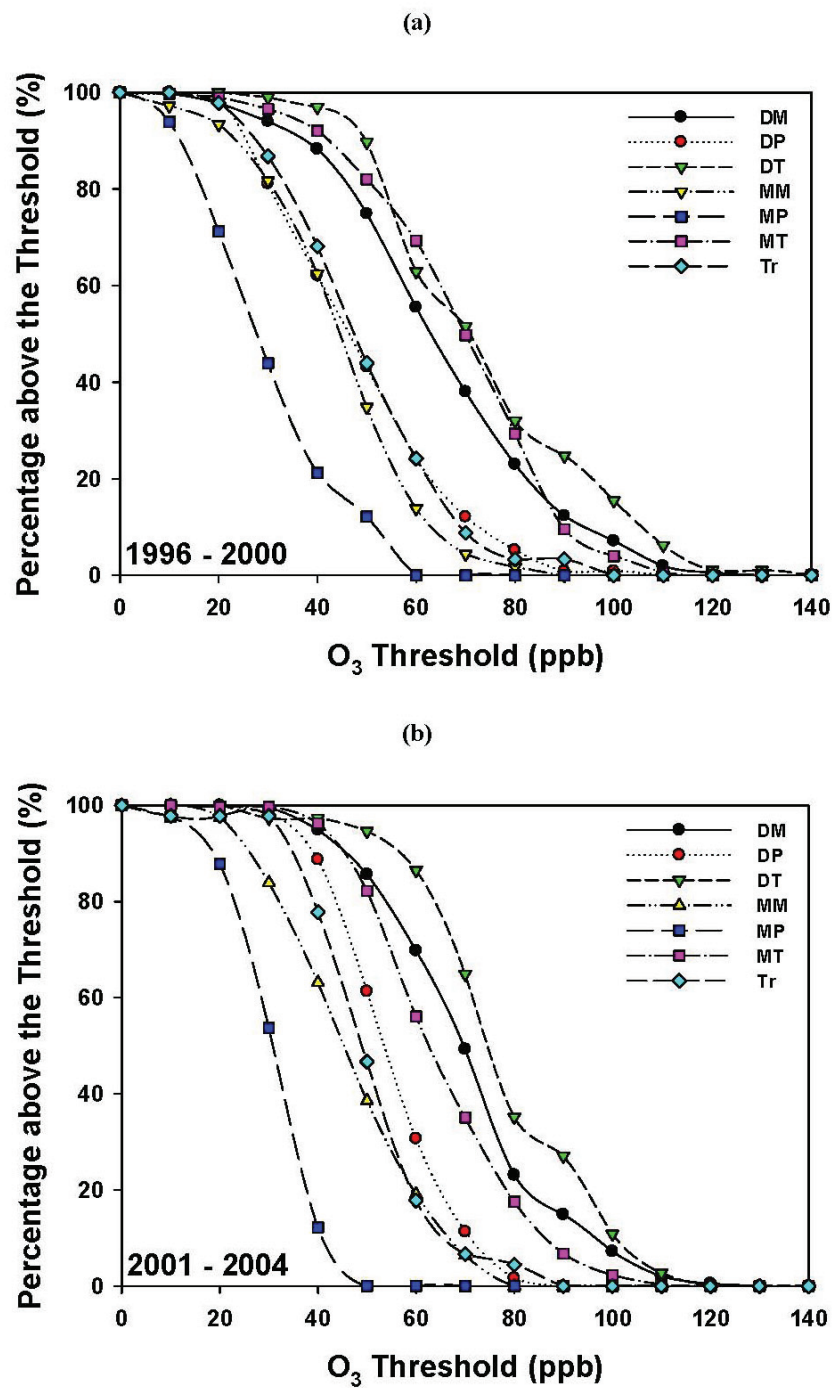 (a)
Percentage above the Threshold (%)
100
80
60
40
20
0
DM
DP
DT
MM
MP
MT
Tr
1996 - 2000
0 20 40 60 80 100 120 140
O3 Threshold (ppb)
(b)
Percentage above the Threshold (%)
100
80
60
40
20
0
DM
DP
DT
MM
MP
MT
Tr
2001 - 2004
0 20 40 60 80 100 120 140
O3 Threshold (ppb)